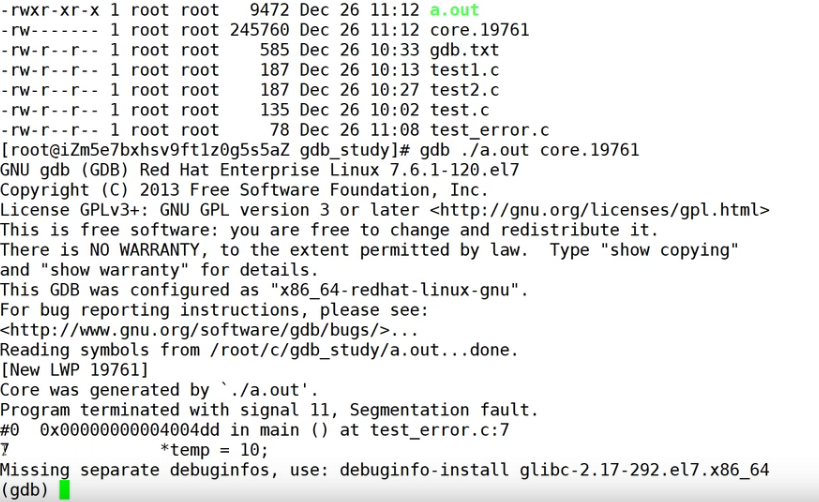 -rwxr-xr-x 1 root root   9472 Dec 26 11:12 a.out
-rw------- 1 root root 245760 Dec 26 11:12 core.19761
-rw-r--r-- 1 root root    585 Dec 26 10:33 gdb.txt
-rw-r--r-- 1 root root    187 Dec 26 10:13 test1.c
-rw-r--r-- 1 root root    187 Dec 26 10:27 test2.c
-rw-r--r-- 1 root root    135 Dec 26 10:02 test.c
-rw-r--r-- 1 root root     78 Dec 26 11:08 test_error.c
[root@iZm5e7bxhsv9ft1z0g5s5aZ gdb_study]# gdb ./a.out core.19761
GNU gdb (GDB) Red Hat Enterprise Linux 7.6.1-120.el7
Copyright (C) 2013 Free Software Foundation, Inc.
License GPLv3+: GNU GPL version 3 or later <http://gnu.org/licenses/gpl.html>
This is free software: you are free to change and redistribute it.
There is NO WARRANTY, to the extent permitted by law.  Type "show copying"
and "show warranty" for details.
This GDB was configured as "x86_64-redhat-linux-gnu".
For bug reporting instructions, please see:
<http://www.gnu.org/software/gdb/bugs/>...
Reading symbols from /root/c/gdb_study/a.out...done.
[New LWP 19761]
Core was generated by `./a.out'.
Program terminated with signal 11, Segmentation fault.
#0  0x00000000004004dd in main () at test_error.c:7
7               *temp = 10;
Missing separate debuginfos, use: debuginfo-install glibc-2.17-292.el7.x86_64
(gdb)